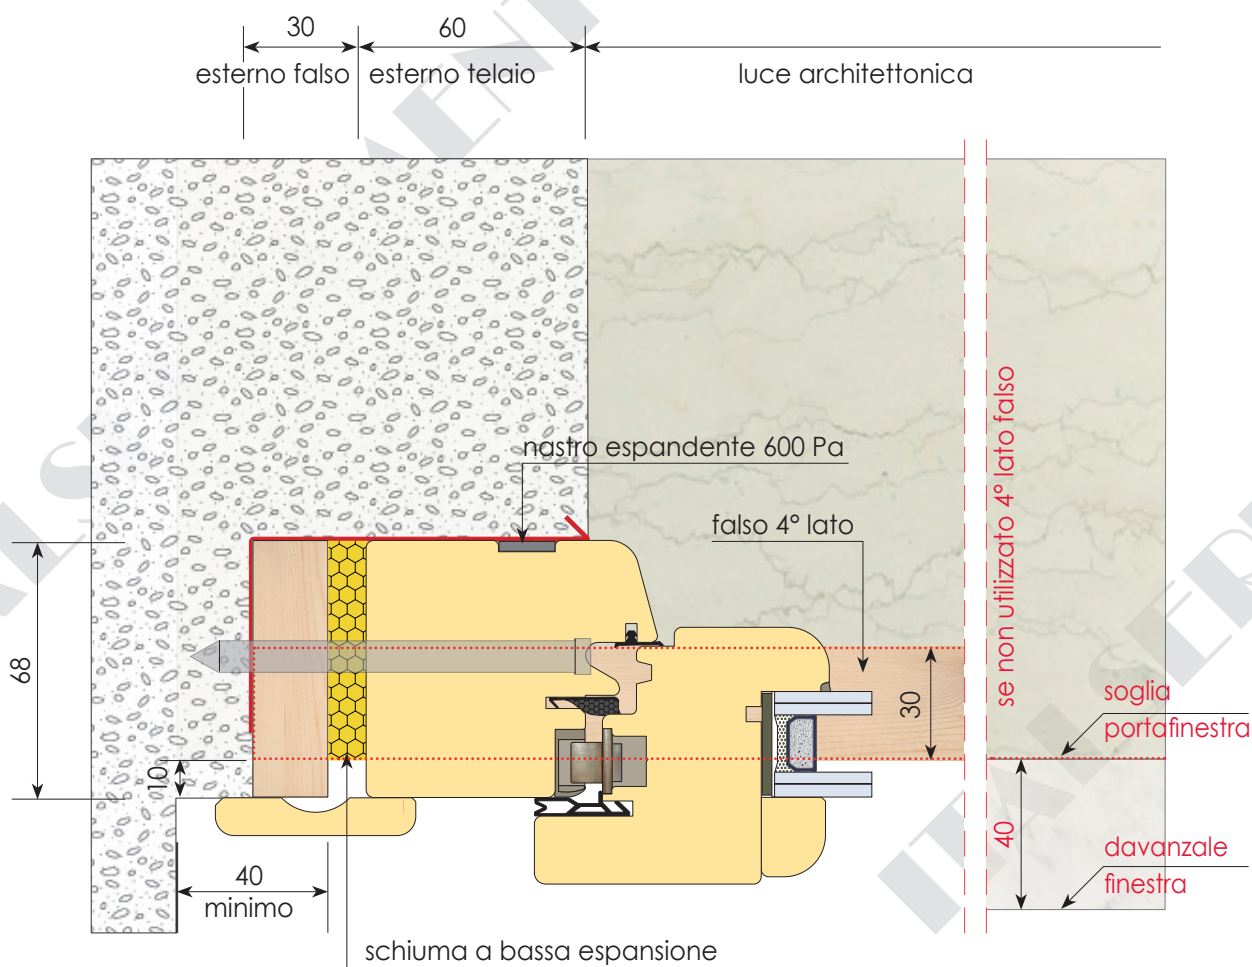 30
60
esterno falso
esterno telaio
luce architettonica
nastro espandente 600 Pa
falso 4° lato
se non utilizzato 4° lato falso
68
10
30
soglia
portafinestra
40
davanzale
finestra
40
minimo
schiuma a bassa espansione